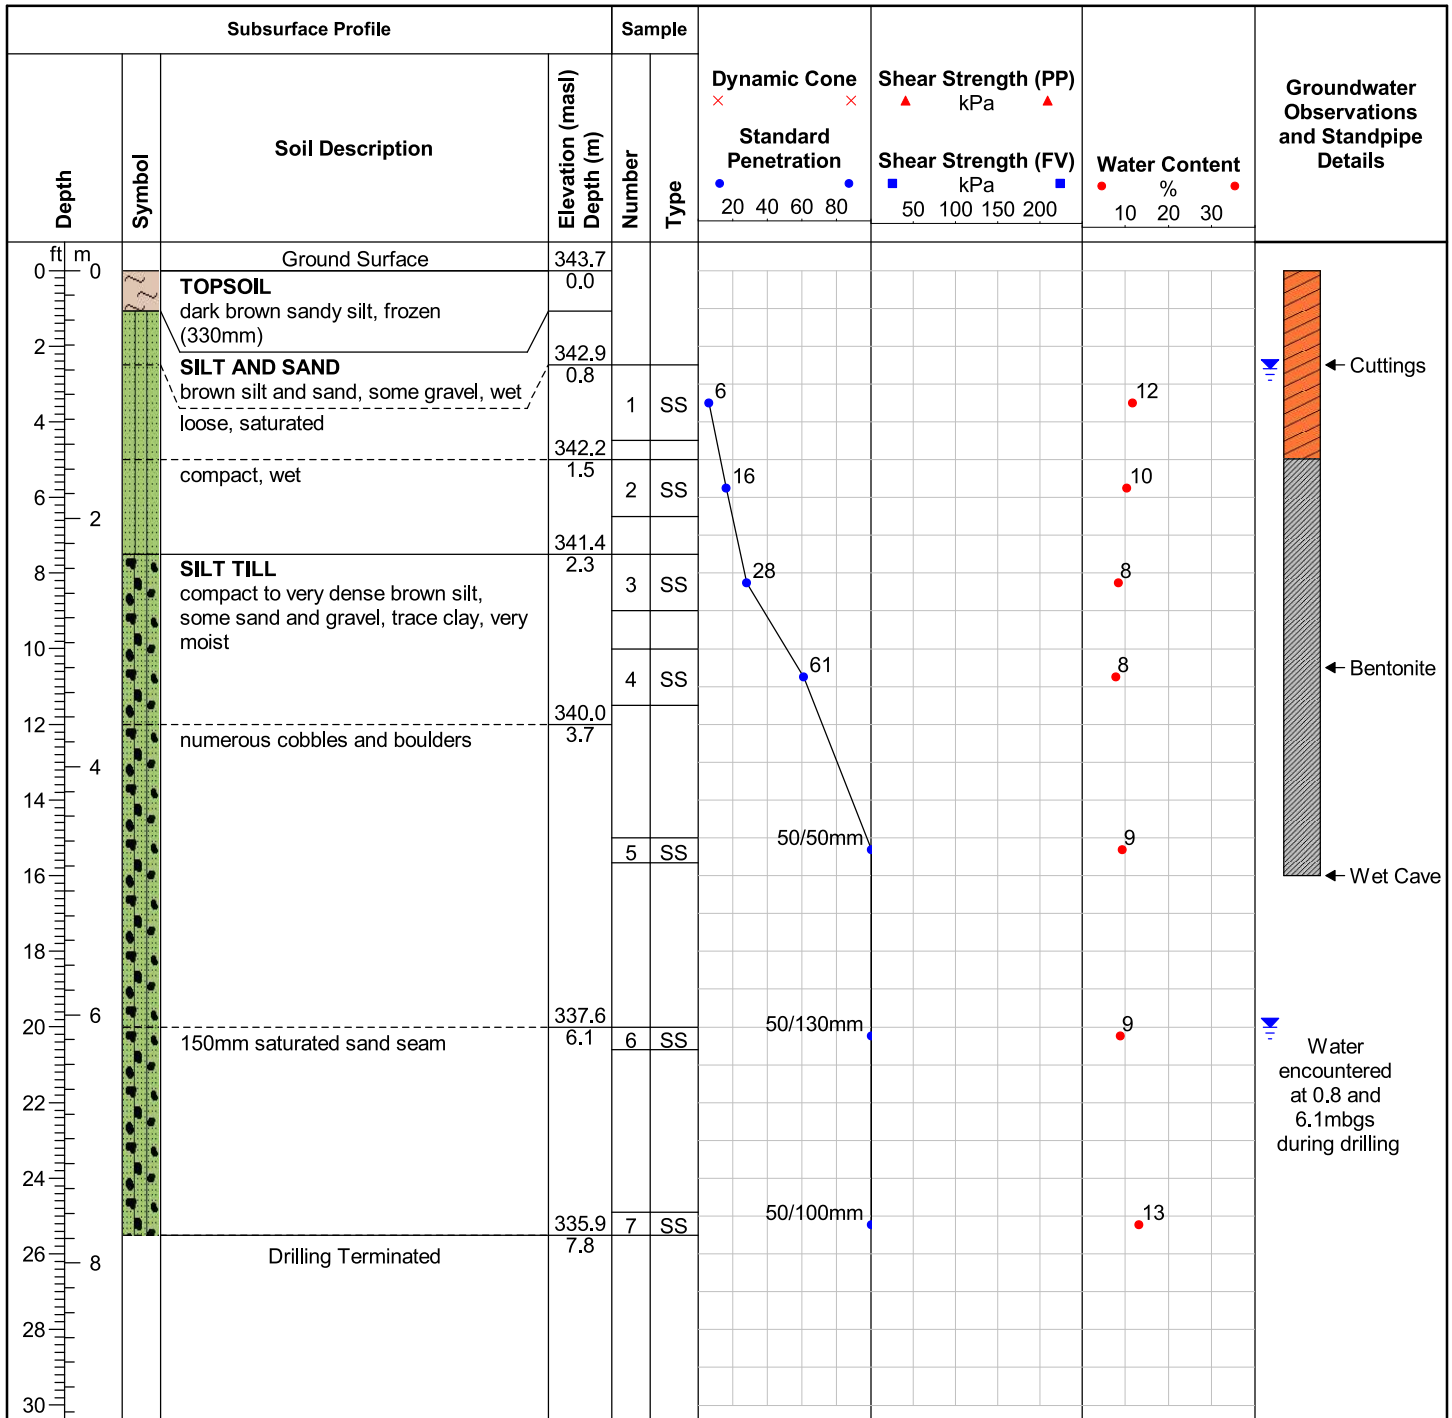 Subsurface Profile
Sample
Depth
Symbol
Soil Description
Elevation (masl)
Depth (m)
Number
Type
Dynamic Cone
Standard
Penetration
20 40 60 80
Shear Strength (PP)
kPa
Shear Strength (FV)
kPa
50 100 150 200
Water Content
%
10 20 30
Groundwater
Observations
and Standpipe
Details
ft m
0 0
Ground Surface
343.7
0.0
TOPSOIL
dark brown sandy silt, frozen
(330mm)
2
342.9
0.8
SILT AND SAND
brown silt and sand, some gravel, wet
Cuttings
1 SS
6
12
4
loose, saturated
342.2
1.5
compact, wet
2 SS
16
10
6
2
341.4
2.3
SILT TILL
compact to very dense brown silt,
some sand and gravel, trace clay, very
moist
8
3 SS
28
8
10
4 SS
61
8
Bentonite
340.0
3.7
12
numerous cobbles and boulders
4
14
5 SS
50/50mm
9
16
Wet Cave
18
6
337.6
6.1
20
150mm saturated sand seam
6 SS
50/130mm
9
Water
encountered
at 0.8 and
6.1mbgs
during drilling
22
24
335.9
7.8
7 SS
50/100mm
13
26
8
Drilling Terminated
28
30